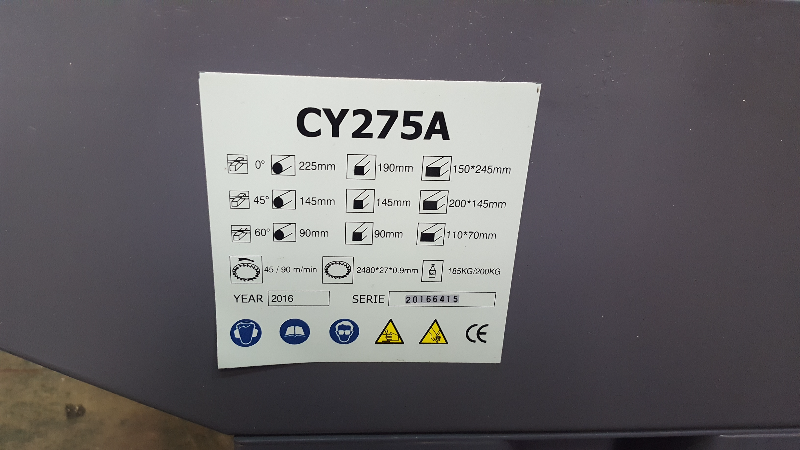 CY275A
0° 225mm 190mm 150*245mm
45° 145mm 145mm 200*145mm
60° 90mm 90mm 110*70mm
45 / 90 m/min 2480*27*0.9mm 185KG/200KG
YEAR 2016 SERIE 20166415
CE